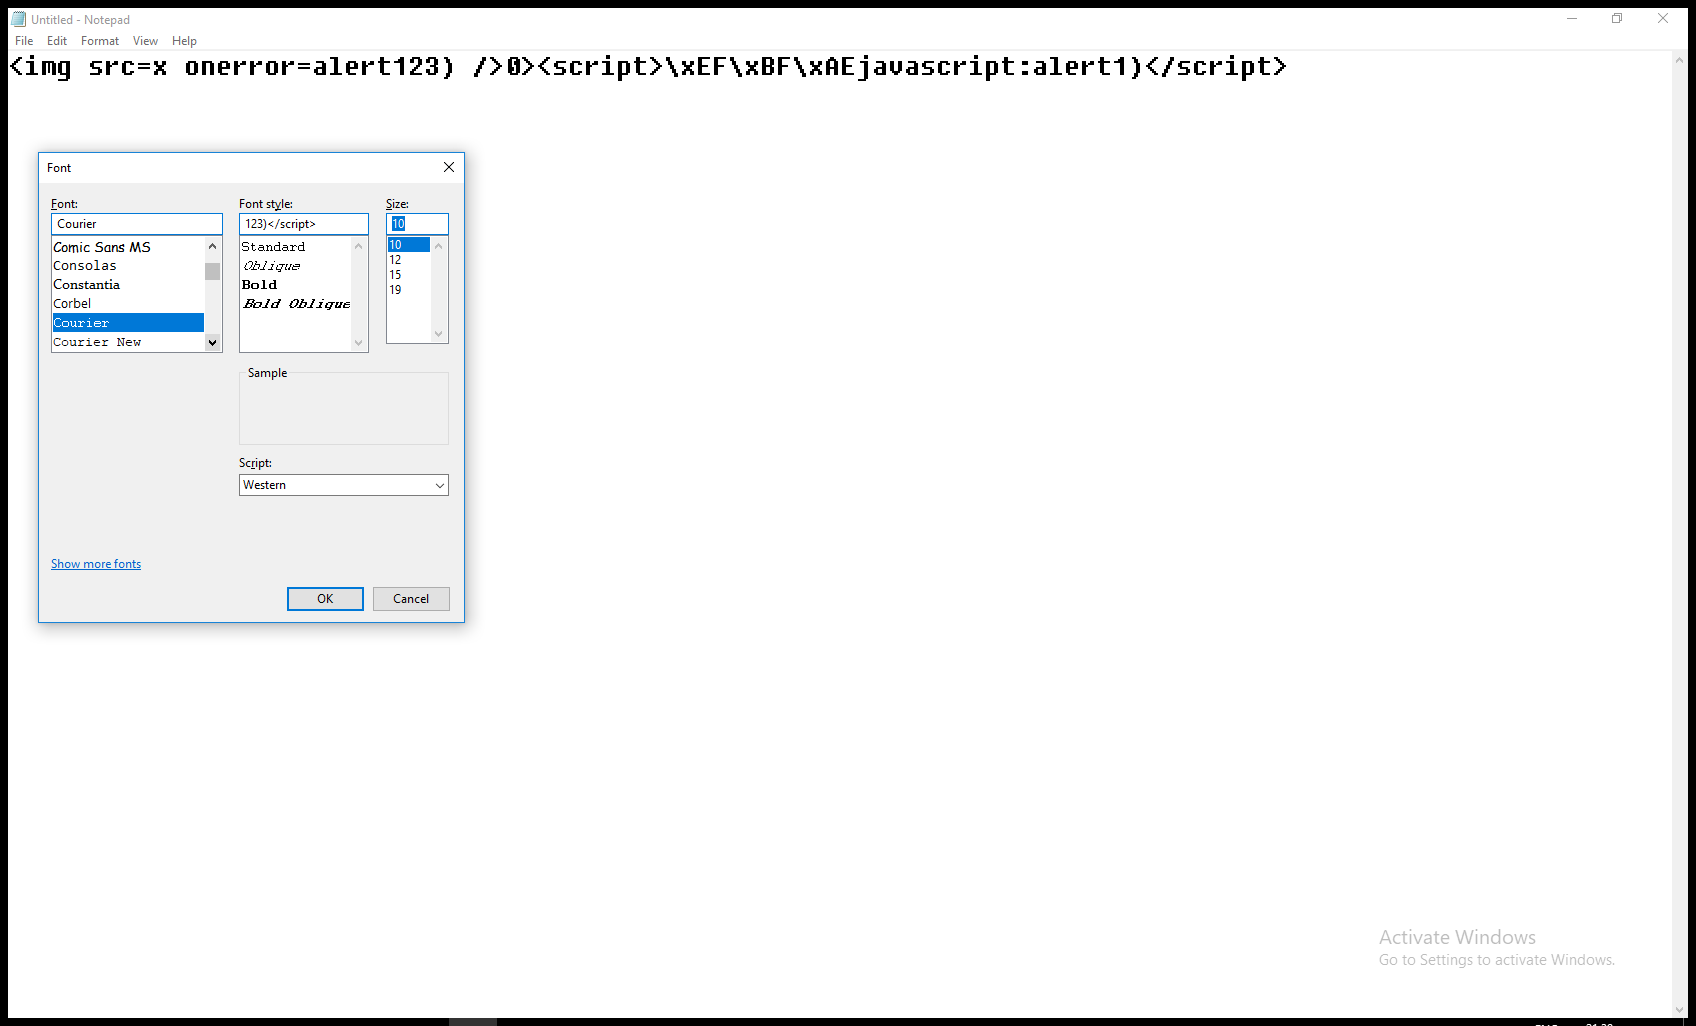 Untitled - Notepad
File Edit Format View Help
<img src=x onerror=alert123) />0><script>\xEF\xBF\xAEjavascript:alert1)</script>
Font
Font: Font style: Size:
Courier 123)</script> 10
Comic Sans MS Standard 10
Consolas Oblique 12
Constantia Bold 15
Corbel Bold Oblique 19
Courier
Courier New
Sample
Script:
Western
Show more fonts
OK Cancel
Activate Windows
Go to Settings to activate Windows.